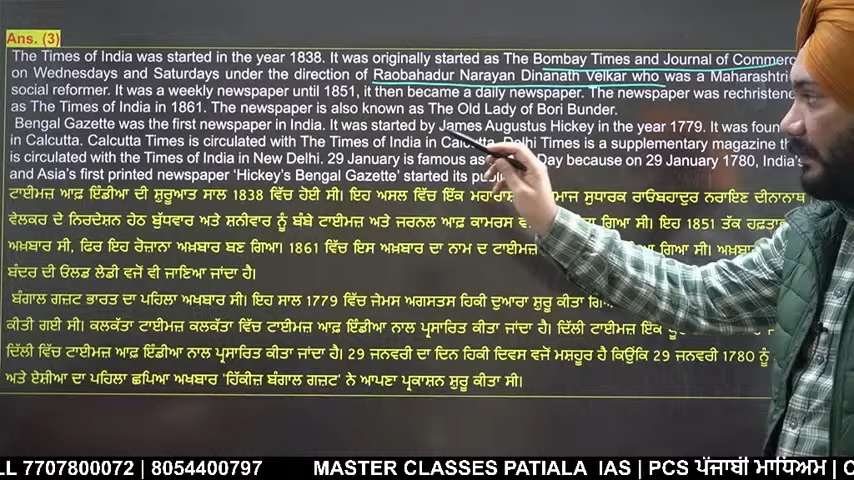 Ans. (3)
The Times of India was started in the year 1838. It was originally started as The Bombay Times and Journal of Commerc
on Wednesdays and Saturdays under the direction of Raobahadur Narayan Dinanath Velkar who was a Maharashtri
social reformer. It was a weekly newspaper until 1851, it then became a daily newspaper. The newspaper was rechristene
as The Times of India in 1861. The newspaper is also known as The Old Lady of Bori Bunder.
Bengal Gazette was the first newspaper in India. It was started by James Augustus Hickey in the year 1779. It was foun
in Calcutta. Calcutta Times is circulated with The Times of India in Calcutta. Delhi Times is a supplementary magazine th
is circulated with the Times of India in New Delhi. 29 January is famous as Day because on 29 January 1780, India's
and Asia's first printed newspaper 'Hickey's Bengal Gazette' started its pub
ਟਾਈਮਜ਼ ਆਫ਼ ਇੰਡੀਆ ਦੀ ਸ਼ੁਰੂਆਤ ਸਾਲ 1838 ਵਿੱਚ ਹੋਈ ਸੀ। ਇਹ ਅਸਲ ਵਿੱਚ ਇੱਕ ਮਹਾਰਾਸ਼ ਮਾਜ ਸੁਧਾਰਕ ਰਾਓਬਹਾਦੁਰ ਨਰਾਇਣ ਦੀਨਾਨਾਥ
ਵੇਲਕਰ ਦੇ ਨਿਰਦੇਸ਼ਨ ਹੇਠ ਬੁੱਧਵਾਰ ਅਤੇ ਸ਼ਨੀਵਾਰ ਨੂੰ ਬੰਬੇ ਟਾਈਮਜ਼ ਅਤੇ ਜਰਨਲ ਆਫ਼ ਕਾਮਰਸ ਵ ਗਿਆ ਸੀ। ਇਹ 1851 ਤੱਕ ਹਫ਼ਤਾ
ਅਖ਼ਬਾਰ ਸੀ, ਫਿਰ ਇਹ ਰੋਜ਼ਾਨਾ ਅਖ਼ਬਾਰ ਬਣ ਗਿਆ। 1861 ਵਿੱਚ ਇਸ ਅਖ਼ਬਾਰ ਦਾ ਨਾਮ ਦ ਟਾਈਮਜ਼ ਗਿਆ ਸੀ। ਅਖ਼ਬਾ
ਬੰਦਰ ਦੀ ਓਲਡ ਲੇਡੀ ਵਜੋਂ ਵੀ ਜਾਣਿਆ ਜਾਂਦਾ ਹੈ।
ਬੰਗਾਲ ਗਜ਼ਟ ਭਾਰਤ ਦਾ ਪਹਿਲਾ ਅਖਬਾਰ ਸੀ। ਇਹ ਸਾਲ 1779 ਵਿੱਚ ਜੇਮਸ ਅਗਸਤਸ ਹਿਕੀ ਦੁਆਰਾ ਸ਼ੁਰੂ ਕੀਤਾ ਗਿ
ਕੀਤੀ ਗਈ ਸੀ। ਕਲਕੱਤਾ ਟਾਈਮਜ਼ ਕਲਕੱਤਾ ਵਿੱਚ ਟਾਈਮਜ਼ ਆਫ਼ ਇੰਡੀਆ ਨਾਲ ਪ੍ਰਸਾਰਿਤ ਕੀਤਾ ਜਾਂਦਾ ਹੈ। ਦਿੱਲੀ ਟਾਈਮਜ਼ ਇੱਕ
ਦਿੱਲੀ ਵਿੱਚ ਟਾਈਮਜ਼ ਆਫ਼ ਇੰਡੀਆ ਨਾਲ ਪ੍ਰਸਾਰਿਤ ਕੀਤਾ ਜਾਂਦਾ ਹੈ। 29 ਜਨਵਰੀ ਦਾ ਦਿਨ ਹਿਕੀ ਦਿਵਸ ਵਜੋਂ ਮਸ਼ਹੂਰ ਹੈ ਕਿਉਂਕਿ 29 ਜਨਵਰੀ 1780 ਨੂੰ
ਅਤੇ ਏਸ਼ੀਆ ਦਾ ਪਹਿਲਾ ਛਪਿਆ ਅਖਬਾਰ 'ਹਿੱਕੀਜ਼ ਬੰਗਾਲ ਗਜ਼ਟ' ਨੇ ਆਪਣਾ ਪ੍ਰਕਾਸ਼ਨ ਸ਼ੁਰੂ ਕੀਤਾ ਸੀ।
LL 7707800072 | 8054400797 MASTER CLASSES PATIALA IAS | PCS ਪੰਜਾਬੀ ਮਾਧਿਅਮ | C